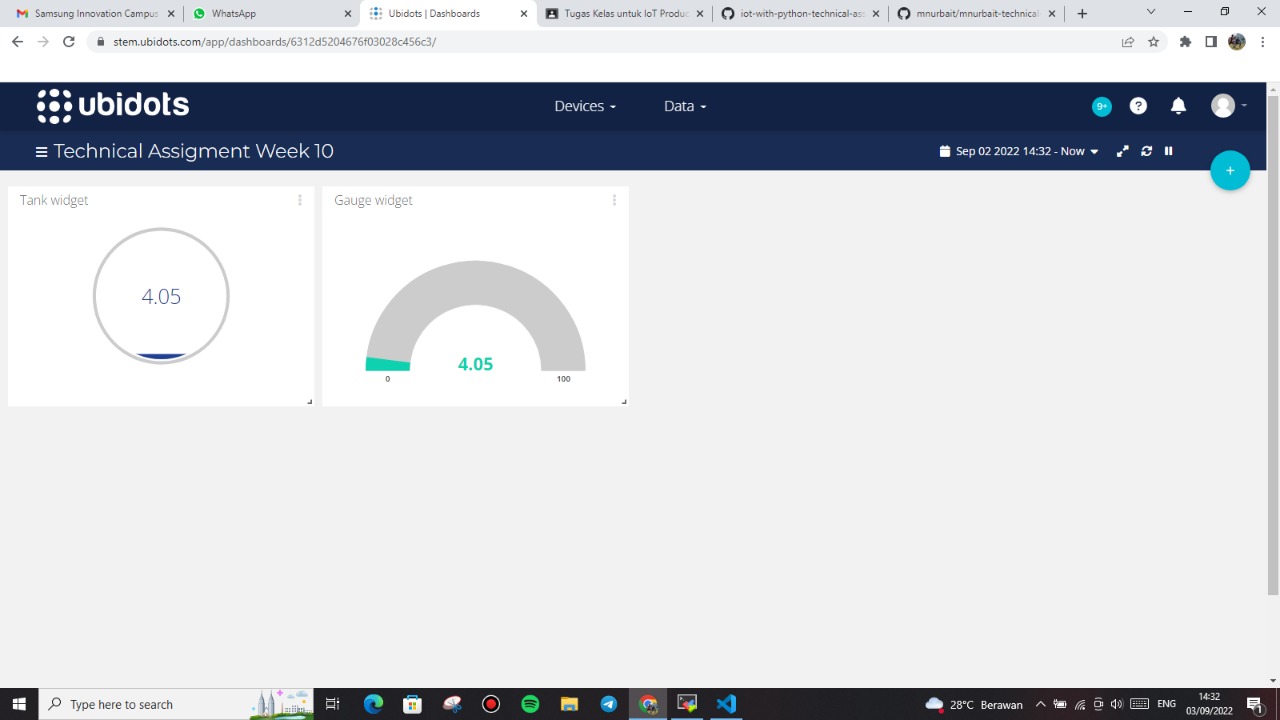 Samsung Innovation Campus
WhatsApp
Ubidots | Dashboards
Tugas Kelas untuk IoT Produc
iot-with-python-technical-ass
mnurbait/mnurbait-technical
stem.ubidots.com/app/dashboards/6312d5204676f03028c456c3/
ubidots
Devices
Data
9+
?
Technical Assigment Week 10
Sep 02 2022 14:32 - Now
+
Tank widget
Gauge widget
4.05
4.05
0
100
Type here to search
28°C Berawan
ENG
14:32
03/09/2022
1